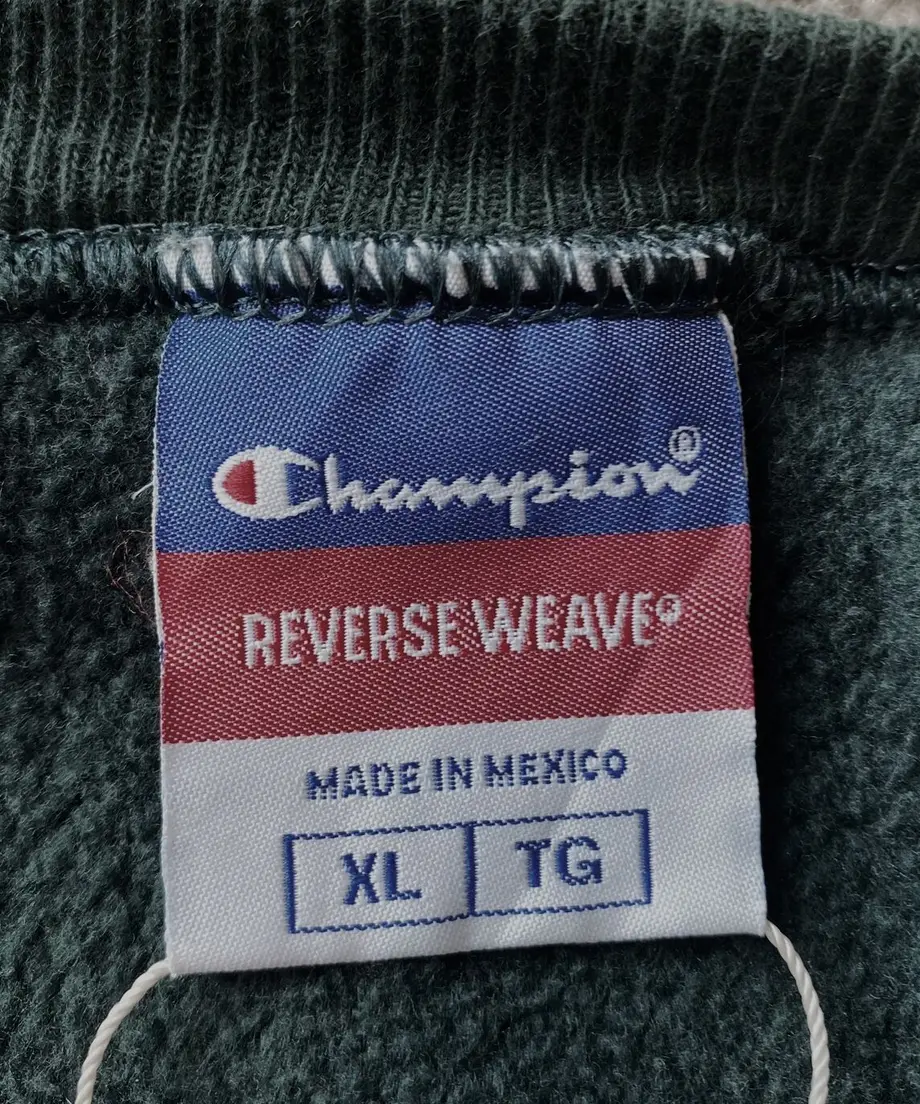 Champion®
REVERSE WEAVE®
MADE IN MEXICO
XL TG